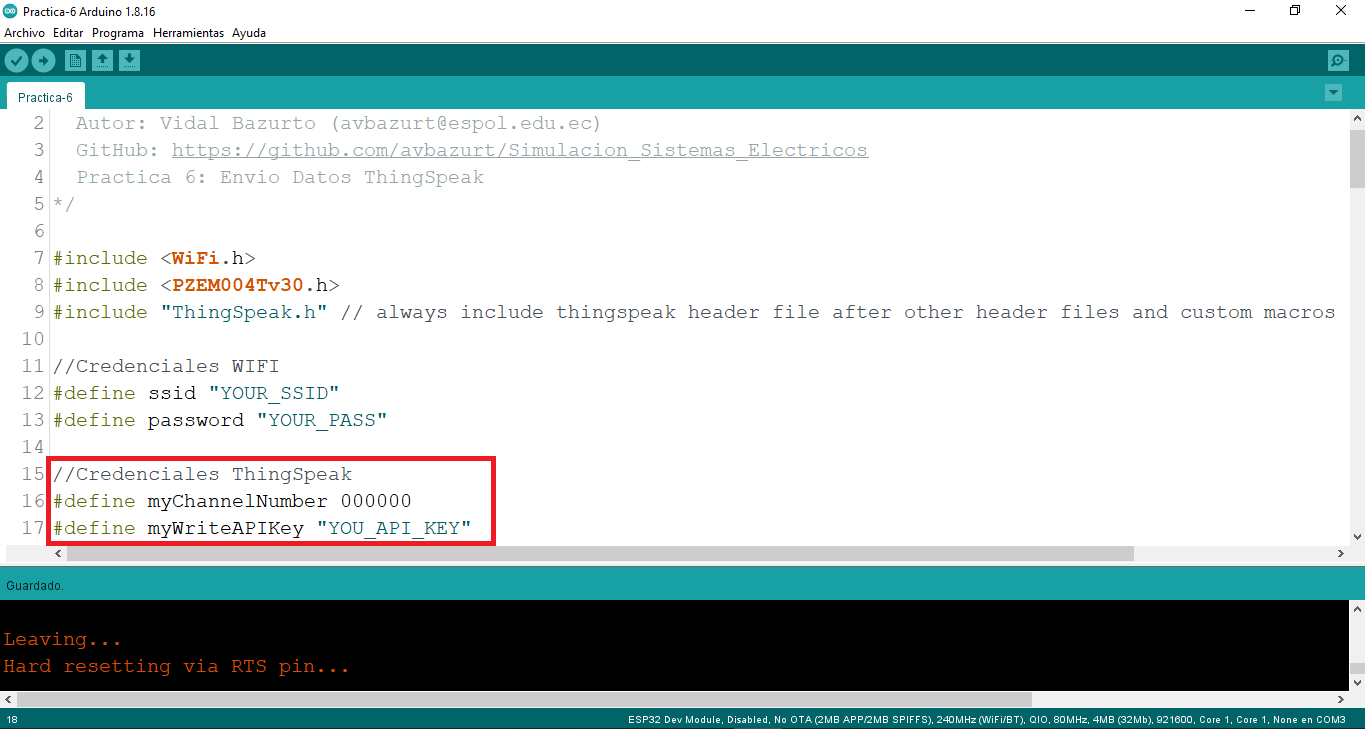 Practica-6 Arduino 1.8.16
Archivo Editar Programa Herramientas Ayuda
Practica-6
2 Autor: Vidal Bazurto (avbazurt@espol.edu.ec)
3 GitHub: https://github.com/avbazurt/Simulacion_Sistemas_Electricos
4 Practica 6: Envio Datos ThingSpeak
5 */
6
7 #include <WiFi.h>
8 #include <PZEM004Tv30.h>
9 #include "ThingSpeak.h" // always include thingspeak header file after other header files and custom macros
10
11 //Credenciales WIFI
12 #define ssid "YOUR_SSID"
13 #define password "YOUR_PASS"
14
15 //Credenciales ThingSpeak
16 #define myChannelNumber 000000
17 #define myWriteAPIKey "YOU_API_KEY"
Guardado.
Leaving...
Hard resetting via RTS pin...
18 ESP32 Dev Module, Disabled, No OTA (2MB APP/2MB SPIFFS), 240MHz (WiFi/BT), QIO, 80MHz, 4MB (32Mb), 921600, Core 1, Core 1, None en COM3